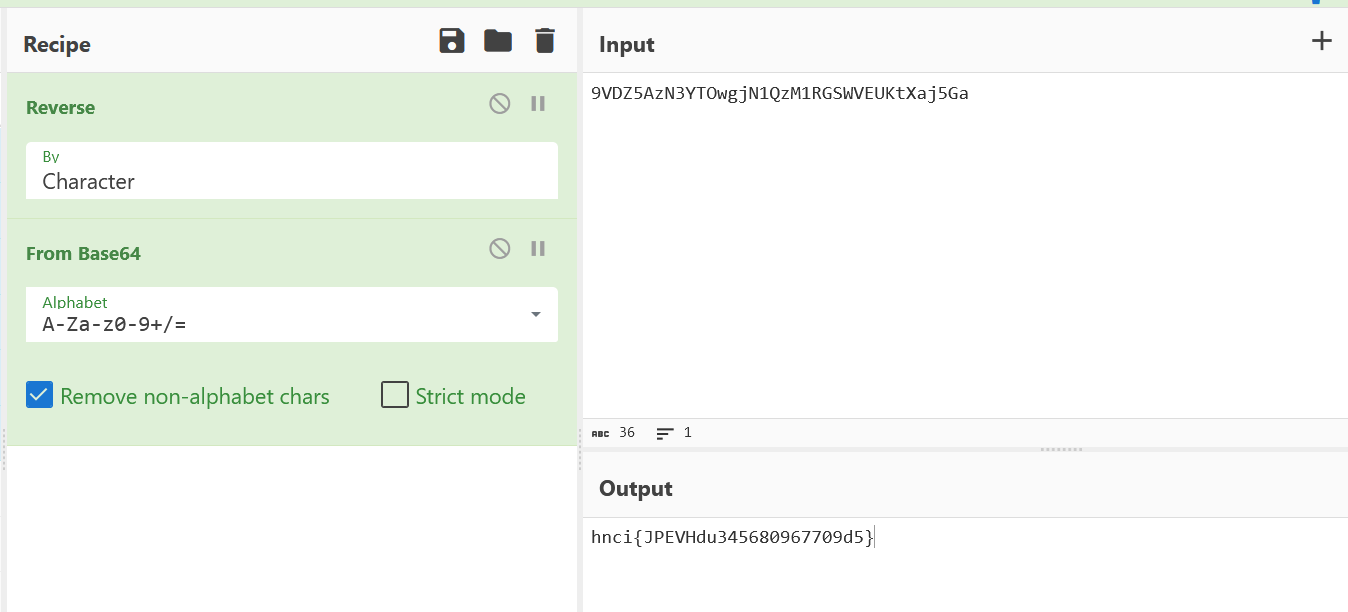 Recipe
Reverse
By
Character
From Base64
Alphabet
A-Za-z0-9+/=
Remove non-alphabet chars
Strict mode
Input
9VDZ5AzN3YTOwgjN1QzM1RGSWVEUKtXaj5Ga
ABC 36
1
Output
hnci{JPEVHdu345680967709d5}